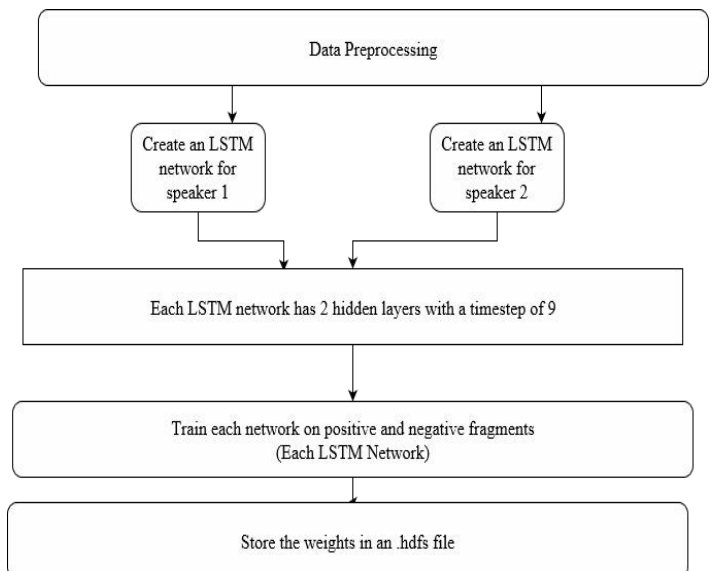 Data Preprocessing
Create an LSTM
network for
speaker 1
Create an LSTM
network for
speaker 2
Each LSTM network has 2 hidden layers with a timestep of 9
Train each network on positive and negative fragments
(Each LSTM Network)
Store the weights in an .hdfs file